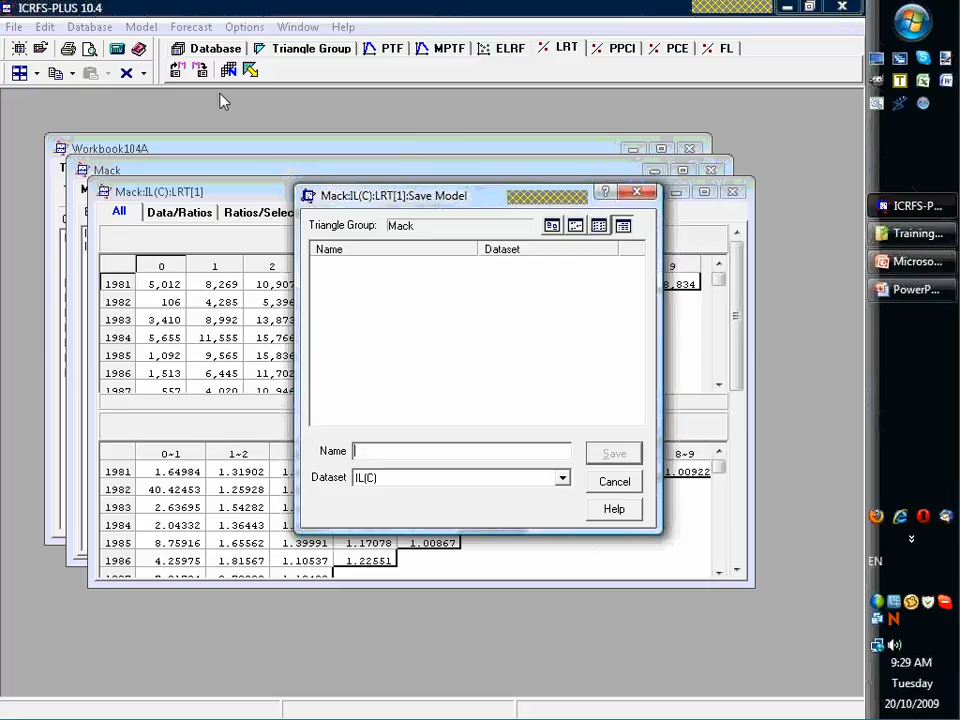 ICRFS-PLUS 10.4
File Edit Database Model Forecast Options Window Help
Database Triangle Group PTF MPTF ELRF LRT PPCI PCE FL
Workbook104A
Mack
Mack:IL(C):LRT[1]
All Data/Ratios Ratios/Selec
0 1 2 9
1981 5,012 8,269 10,907 8,834
1982 106 4,285 5,396
1983 3,410 8,992 13,873
1984 5,655 11,555 15,766
1985 1,092 9,565 15,836
1986 1,513 6,445 11,702
1987 557 4,020 10,946
0~1 1~2 8~9
1981 1.64984 1.31902 1.00922
1982 40.42453 1.25928
1983 2.63695 1.54282
1984 2.04332 1.36443
1985 8.75916 1.65562 1.39991 1.17078 1.00867
1986 4.25975 1.81567 1.10537 1.22551
Mack:IL(C):LRT[1]:Save Model
Triangle Group: Mack
Name Dataset
Name
Save
Dataset IL(C)
Cancel
Help
ICRFS-P...
Training...
Microso...
PowerP...
EN
9:29 AM
Tuesday
20/10/2009